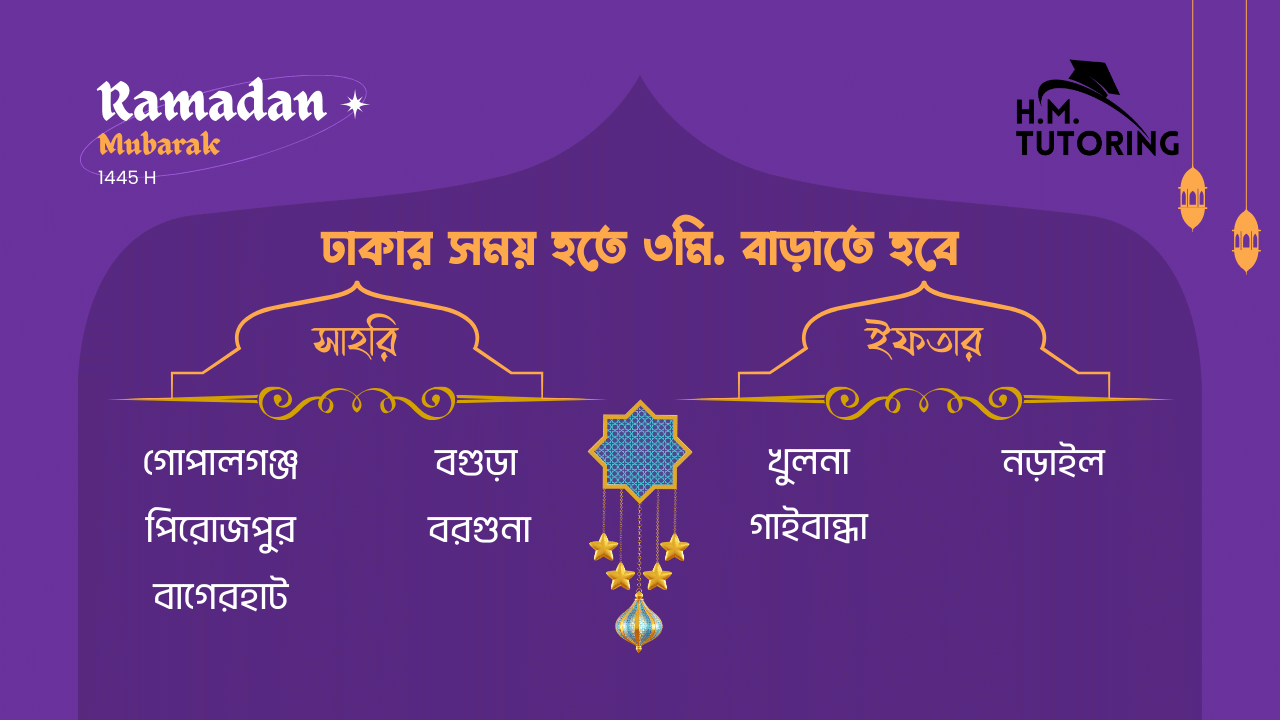 Ramadan
Mubarak
1445 H
H.M.
TUTORING
ঢাকার সময় হতে ৩মি. বাড়াতে হবে
সাহরি
ইফতার
গোপালগঞ্জ বগুড়া
পিরোজপুর বরগুনা
বাগেরহাট
খুলনা নড়াইল
গাইবান্ধা